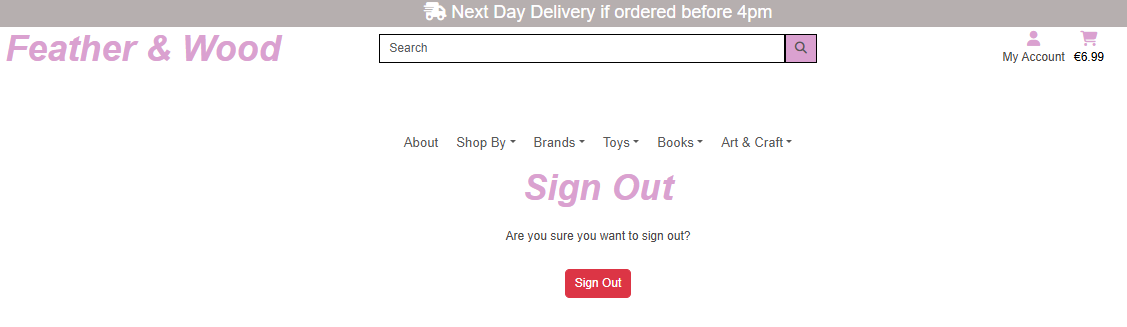 Next Day Delivery if ordered before 4pm
Feather & Wood
Search
My Account €6.99
About Shop By Brands Toys Books Art & Craft
Sign Out
Are you sure you want to sign out?
Sign Out